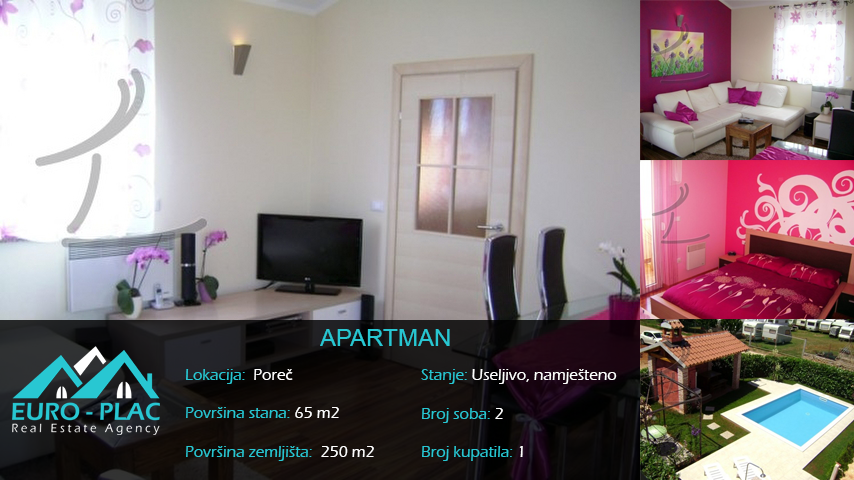 APARTMAN
Lokacija: Poreč
Površina stana: 65 m2
Površina zemljišta: 250 m2
Stanje: Useljivo, namješteno
Broj soba: 2
Broj kupatila: 1
EURO - PLAC
Real Estate Agency